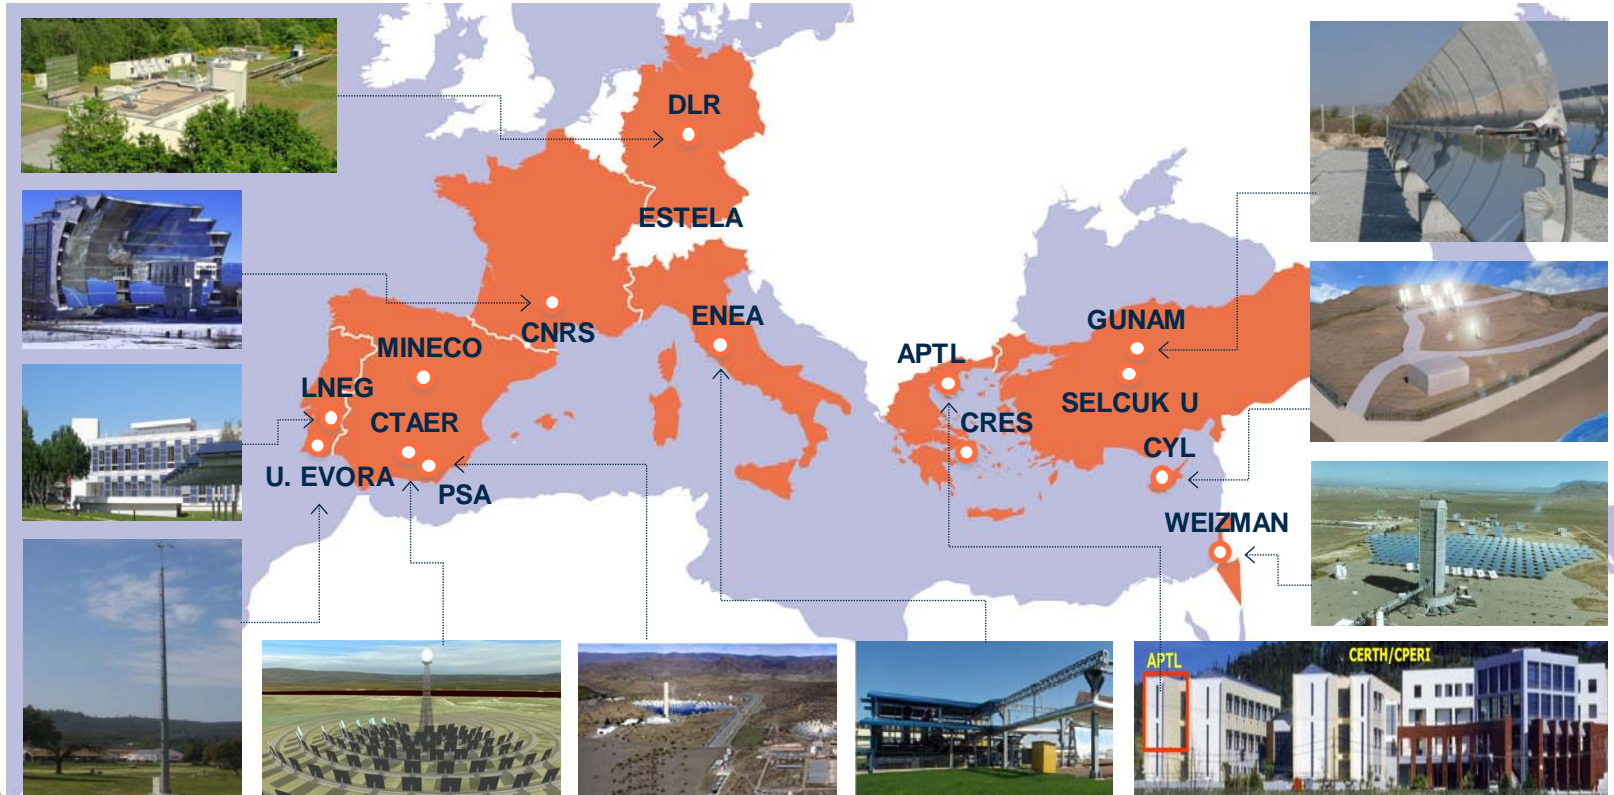 DLR
ESTELA
ENEA
CNRS
GUNAM
MINECO
APTL
LNEG
SELCUK U
CTAER
CRES
CYL
U. EVORA
PSA
WEIZMAN
APTL
CERTH/CPERI